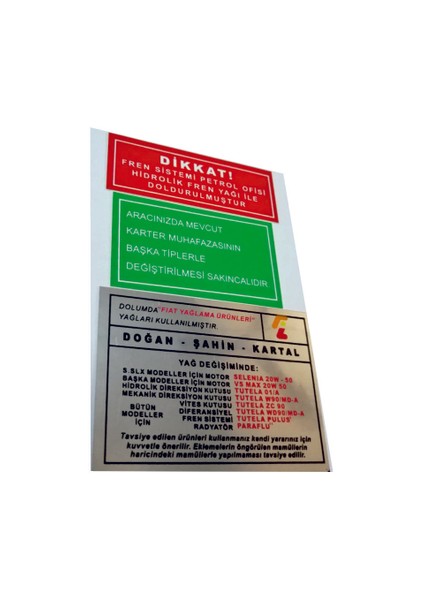 DİKKAT!
FREN SİSTEMİ PETROL OFİSİ
HİDROLİK FREN YAĞI İLE
DOLDURULMUŞTUR
ARACINIZDA MEVCUT
KARTER MUHAFAZASININ
BAŞKA TİPLERLE
DEĞİŞTİRİLMESİ SAKINCALIDIR.
DOLUMDA "FIAT YAĞLAMA ÜRÜNLERİ"
YAĞLARI KULLANILMIŞTIR.
FL
DOĞAN - ŞAHİN - KARTAL
YAĞ DEĞİŞİMİNDE:
S.SLX MODELLER İÇİN MOTOR SELENIA 20W - 50
BAŞKA MODELLER İÇİN MOTOR VS MAX 20W 50
HİDROLİK DİREKSİYON KUTUSU TUTELA 01/A
MEKANİK DİREKSİYON KUTUSU TUTELA W90/MD-A
VİTES KUTUSU TUTELA ZC 90
BÜTÜN DİFERANSİYEL TUTELA WD90/MD-A
MODELLER FREN SİSTEMİ TUTELA PULUS
İÇİN RADYATÖR PARAFLU
Tavsiye edilen ürünleri kullanmanız kendi yararınız için
kuvvetle önerilir. Eklemelerin öngörülen mamüllerin
haricindeki mamüllerle yapılmaması tavsiye edilir.